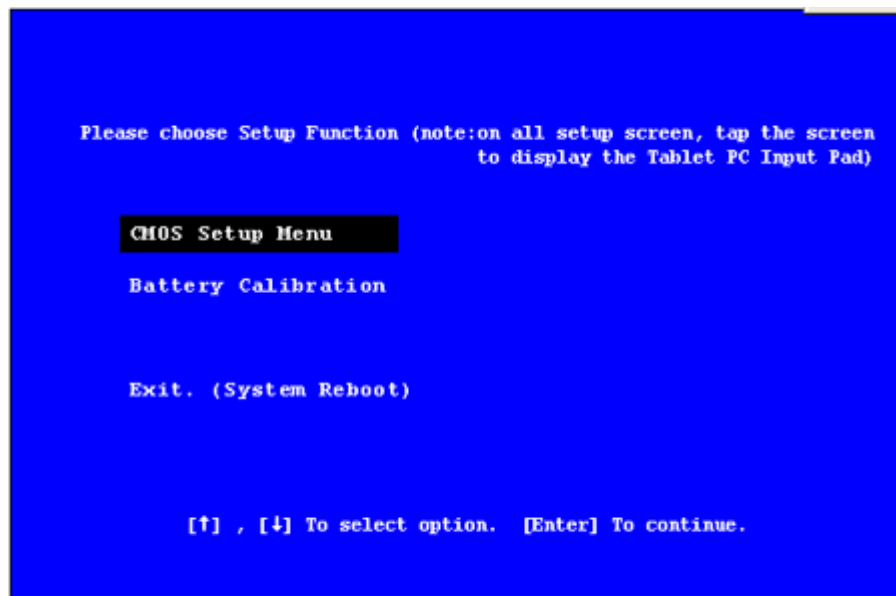 Please choose Setup Function (note:on all setup screen, tap the screen
to display the Tablet PC Input Pad)
CMOS Setup Menu
Battery Calibration
Exit. (System Reboot)
[↑] , [↓] To select option. [Enter] To continue.